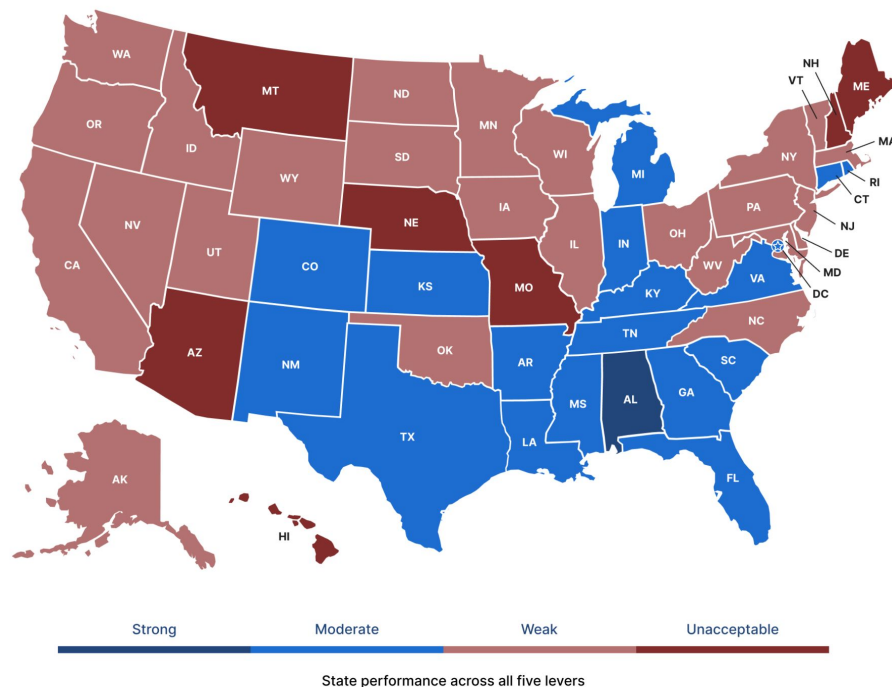 WA
MT
ND
MN
OR
ID
SD
WI
WY
MI
NY
VT
NH
ME
MA
RI
CT
NJ
DE
MD
DC
NV
UT
CA
NE
IA
IL
IN
OH
PA
WV
VA
CO
KS
MO
KY
NC
TN
AZ
NM
OK
AR
SC
TX
LA
MS
AL
GA
FL
AK
HI
Strong Moderate Weak Unacceptable
State performance across all five levers